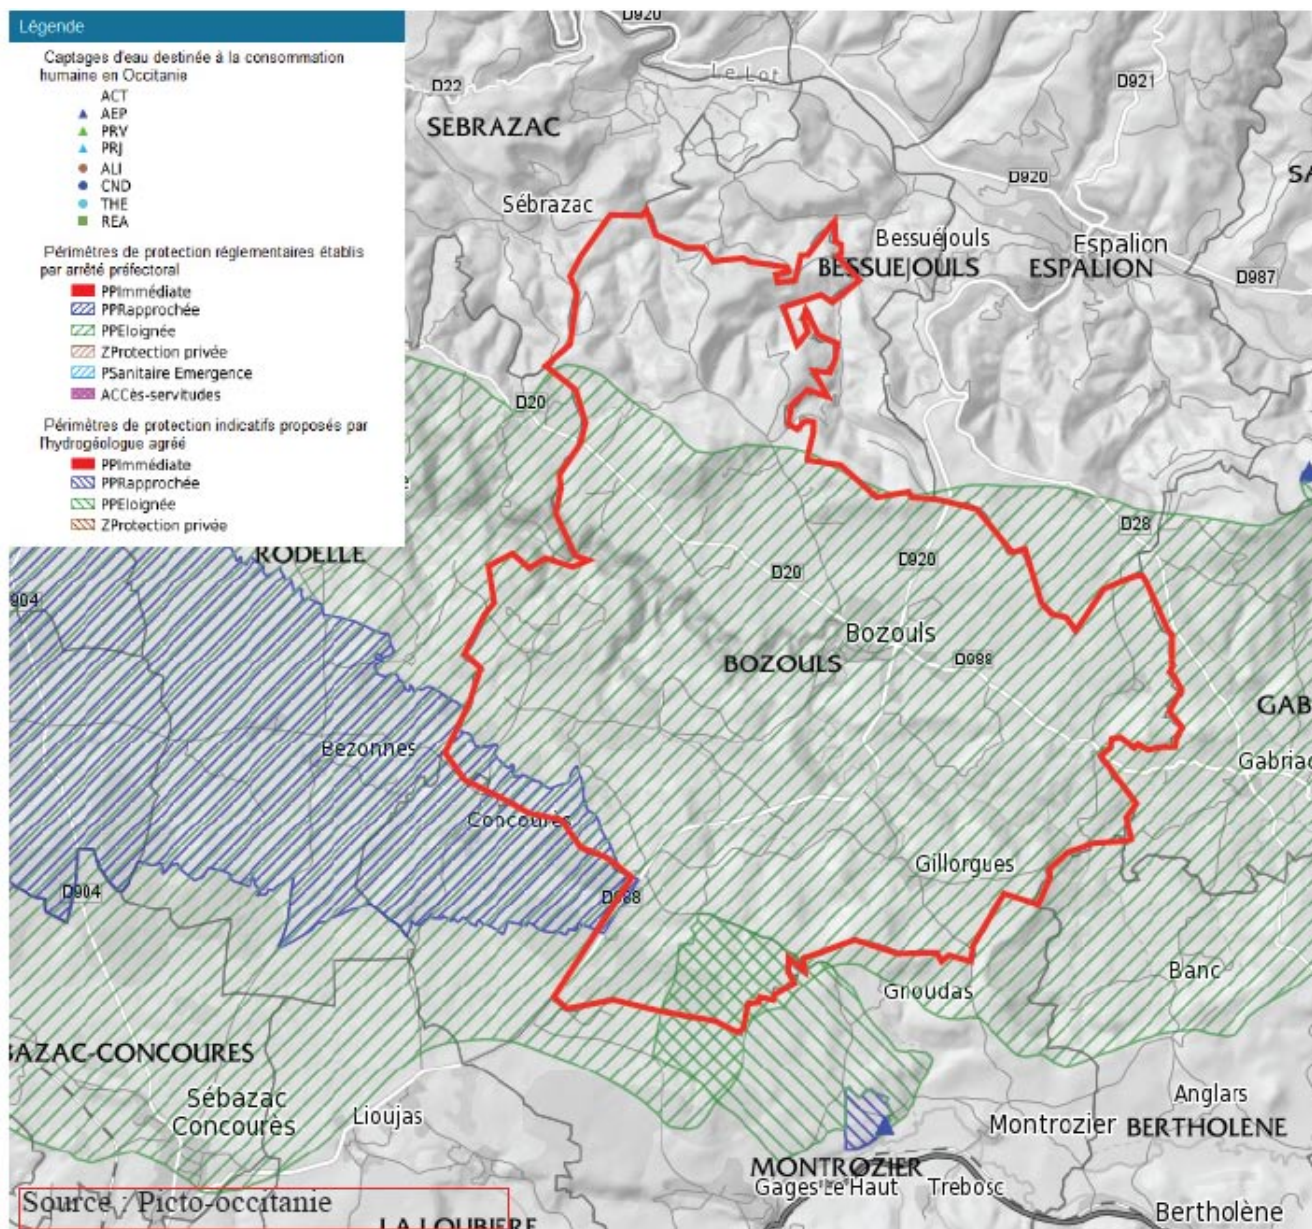 Légende
Captages d'eau destinée à la consommation
humaine en Occitanie
ACT
AEP
PRV
PRJ
ALI
CND
THE
REA
Périmètres de protection réglementaires établis
par arrêté préfectoral
PPImmédiate
PPRapprochée
PPEloignée
ZProtection privée
PSanitaire Emergence
ACCès-servitudes
Périmètres de protection indicatifs proposés par
l'hydrogéologue agréé
PPImmédiate
PPRapprochée
PPEloignée
ZProtection privée
D920
Le Lot
D22
D921
SEBRAZAC
D920
SA
Sébrazac
Bessuéjouls
Espalion
BESSUEJOULS
ESPALION
D987
D20
D28
RODELLE
D920
D20
904
Bozouls
D988
BOZOULS
GAB
Bezonnes
Gabriac
Concourès
Gillorgues
D904
D988
Banc
Grioudas
BAZAC-CONCOURES
Sébazac
Concourès
Lioujas
Anglars
Montrozier
BERTHOLENE
MONTROZIER
Gages Le Haut
Trebosc
Source : Picto-occitanie
Bertholène
LA LOUBIERE